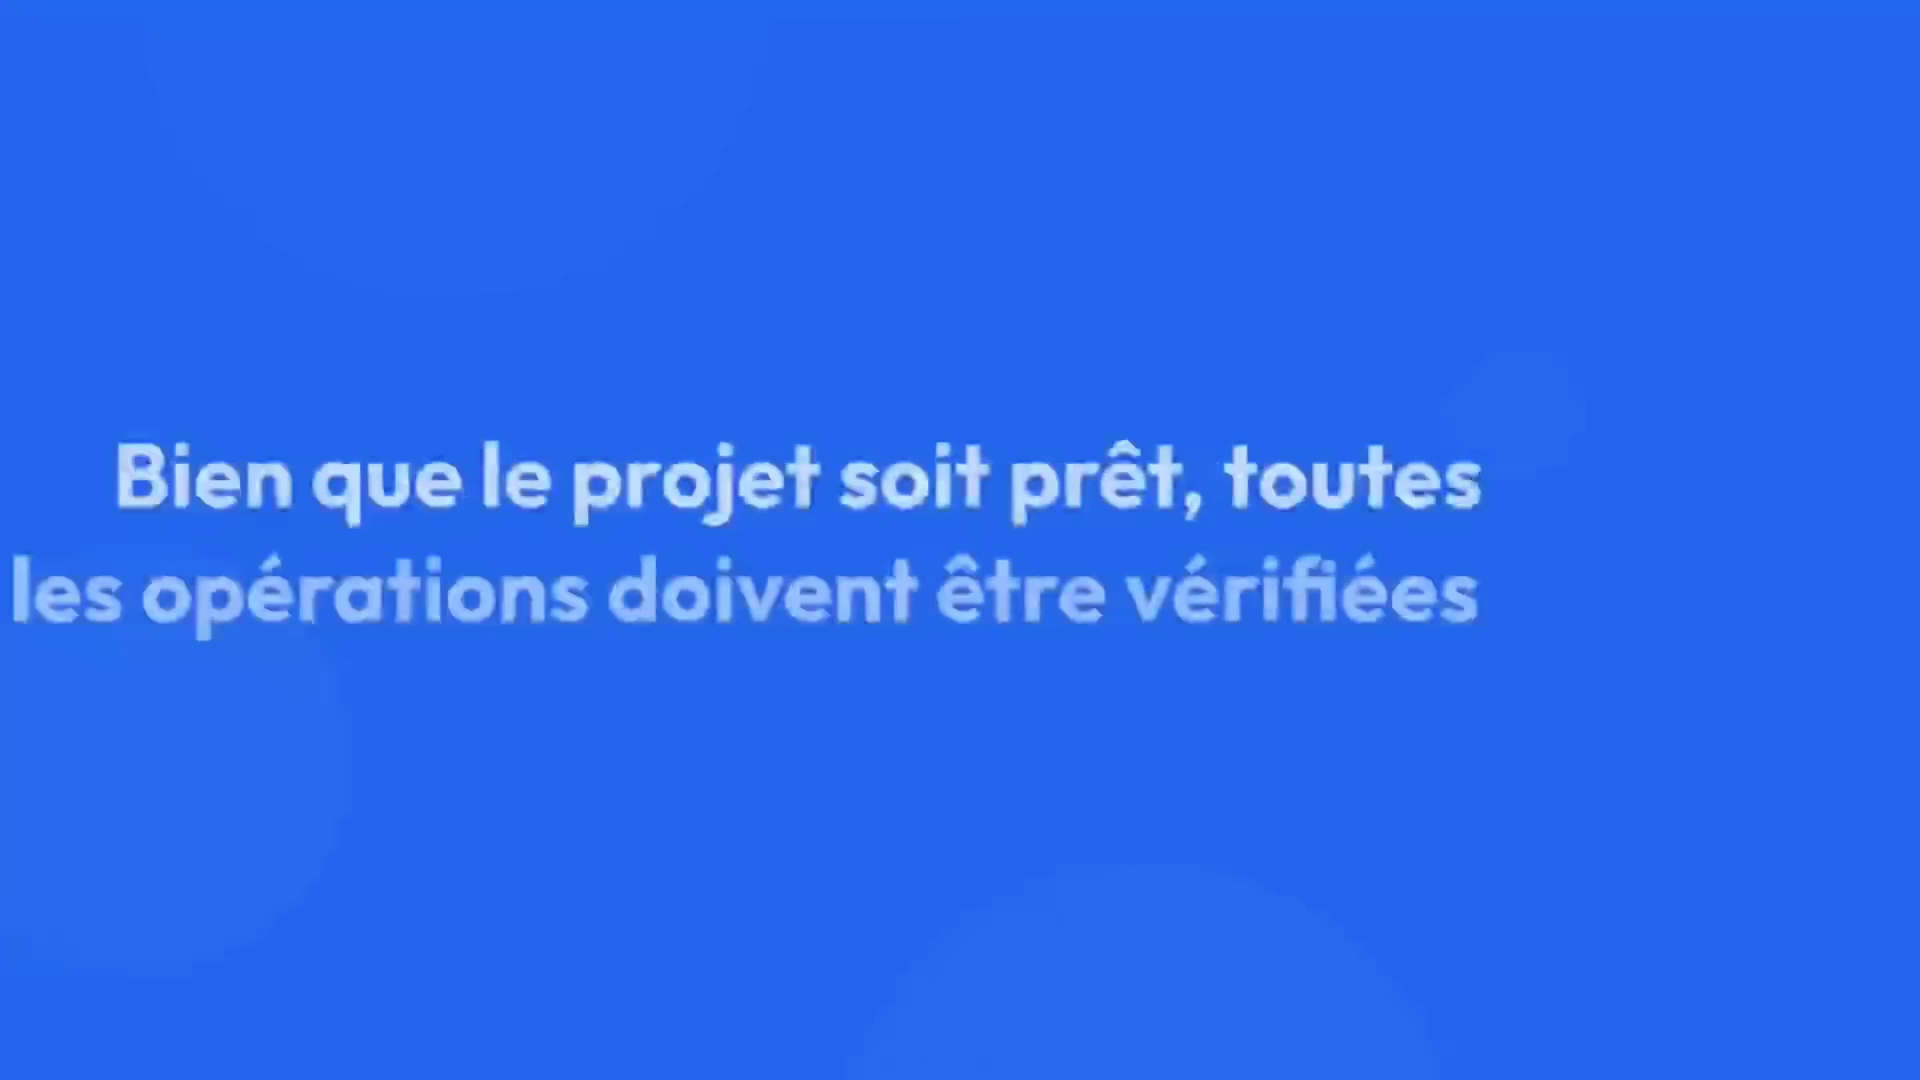 Bien que le projet soit prêt, toutes
les opérations doivent être vérifiées